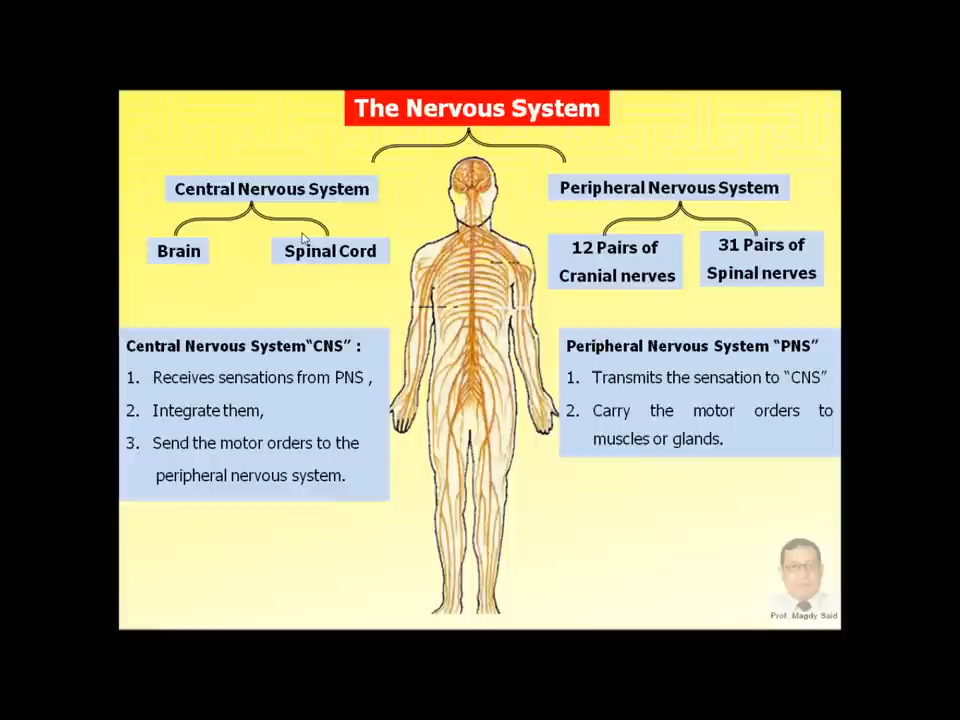 The Nervous System
Central Nervous System
Peripheral Nervous System
Brain
Spinal Cord
12 Pairs of
Cranial nerves
31 Pairs of
Spinal nerves
Central Nervous System“CNS” :
1. Receives sensations from PNS ,
2. Integrate them,
3. Send the motor orders to the
peripheral nervous system.
Peripheral Nervous System “PNS”
1. Transmits the sensation to “CNS”
2. Carry the motor orders to
muscles or glands.
Prof. Magdy Said